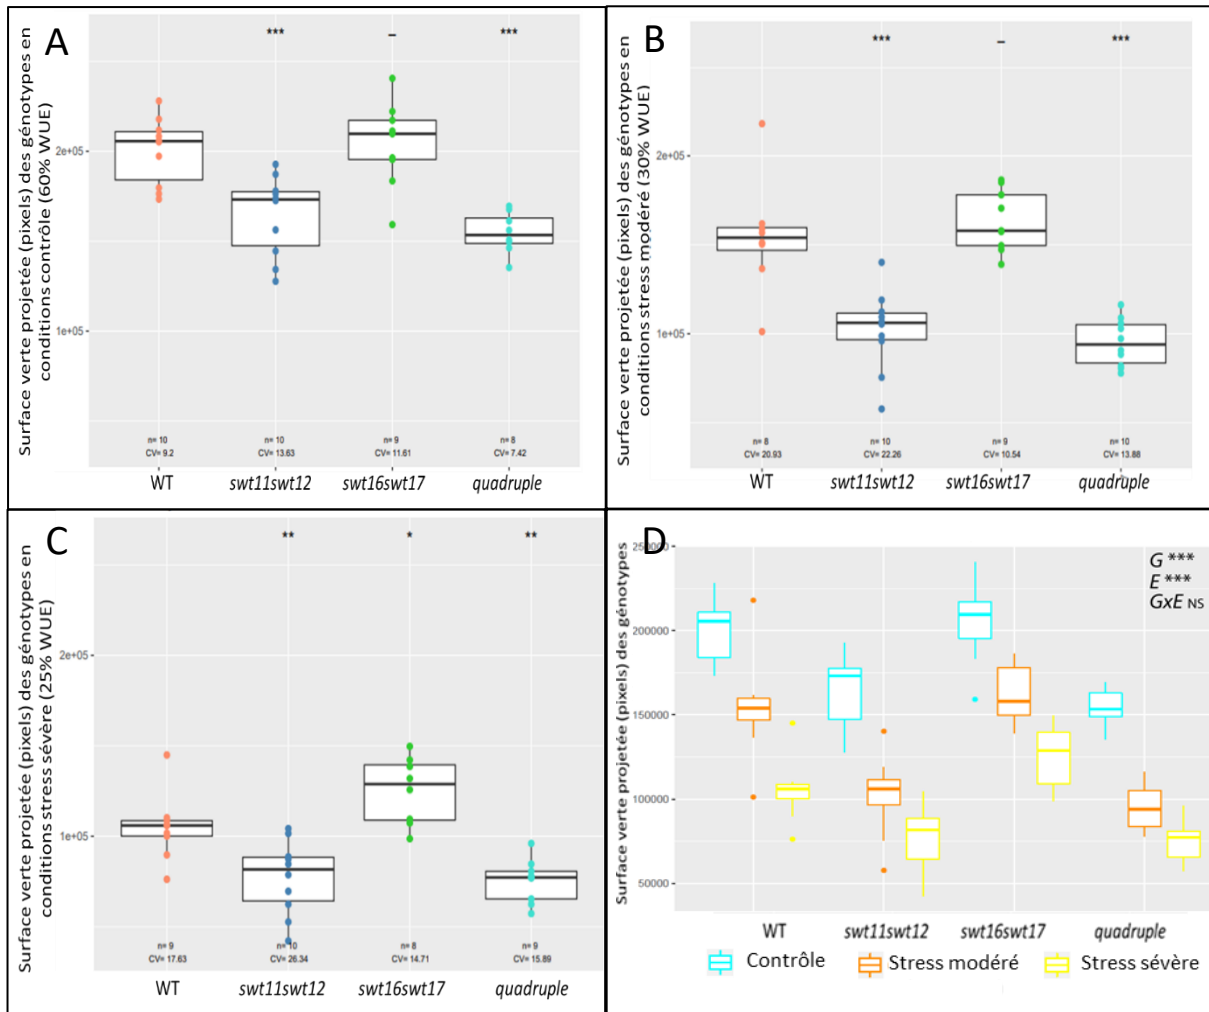 A
Surface verte projetée (pixels) des génotypes en
conditions contrôle (60% WUE)
*** – ***
2e+05
1e+05
n= 10 n= 10 n= 9 n= 8
CV= 9.2 CV= 13.63 CV= 11.61 CV= 7.42
WT swt11swt12 swt16swt17 quadruple
B
Surface verte projetée (pixels) des génotypes en
conditions stress modéré (30% WUE)
*** – ***
2e+05
1e+05
n= 8 n= 10 n= 9 n= 10
CV= 20.93 CV= 22.26 CV= 10.54 CV= 13.88
WT swt11swt12 swt16swt17 quadruple
C
Surface verte projetée (pixels) des génotypes en
conditions stress sévère (25% WUE)
** * **
2e+05
1e+05
n= 9 n= 10 n= 8 n= 9
CV= 17.63 CV= 26.34 CV= 14.71 CV= 15.89
WT swt11swt12 swt16swt17 quadruple
D
Surface verte projetée (pixels) des génotypes
G ***
E ***
GxE NS
250000
200000
150000
100000
50000
WT swt11swt12 swt16swt17 quadruple
Contrôle Stress modéré Stress sévère